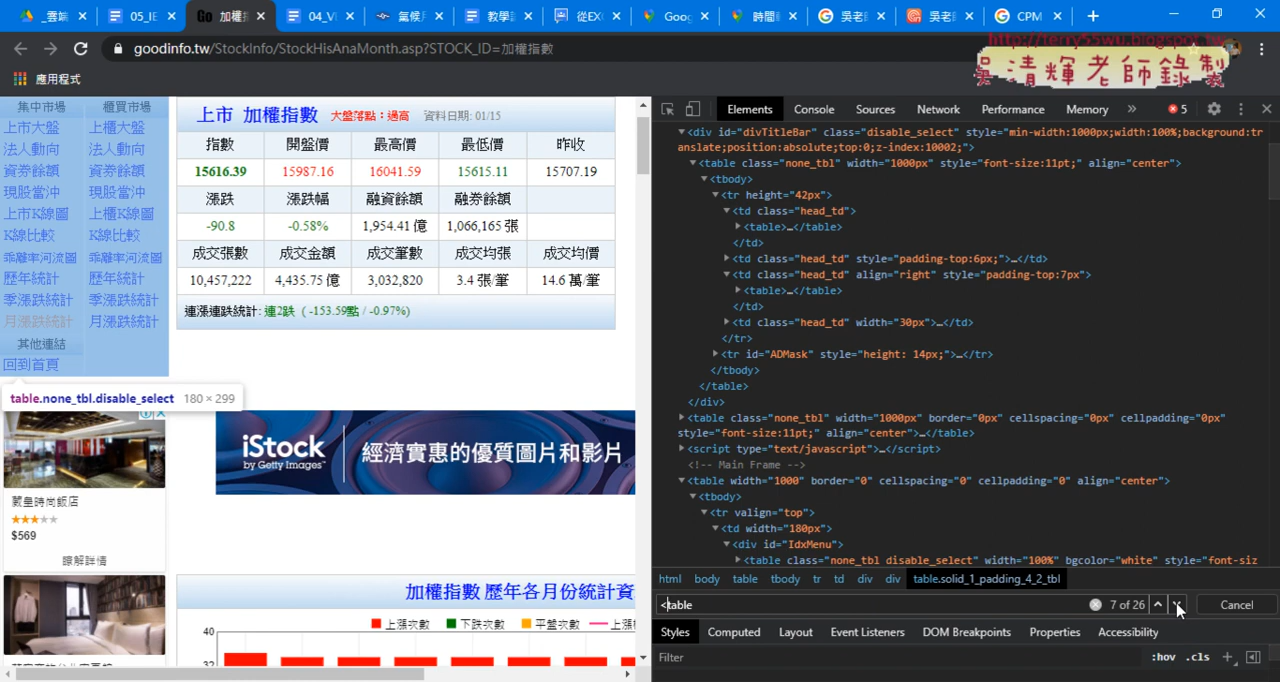 _雲端
05_IE
加權指
04_VI
氣候月
教學部
從EXC
Goog
時間軸
吳老師
吳老師
CPM_
goodinfo.tw/StockInfo/StockHisAnaMonth.asp?STOCK_ID=加權指數
http://terry55wu.blogspot.tw
吳清輝老師錄製
應用程式
集中市場 櫃買市場
上市大盤 上櫃大盤
法人動向 法人動向
資券餘額 資券餘額
現股當沖 現股當沖
上市K線圖 上櫃K線圖
K線比較 K線比較
乖離率河流圖 乖離率河流圖
歷年統計 歷年統計
季漲跌統計 季漲跌統計
月漲跌統計 月漲跌統計
其他連結
回到首頁
table.none_tbl.disable_select 180 × 299
上市 加權指數 大盤落點：過高 資料日期: 01/15
指數 開盤價 最高價 最低價 昨收
15616.39 15987.16 16041.59 15615.11 15707.19
漲跌 漲跌幅 融資餘額 融券餘額
-90.8 -0.58% 1,954.41 億 1,066,165 張
成交張數 成交金額 成交筆數 成交均張 成交均價
10,457,222 4,435.75 億 3,032,820 3.4 張/筆 14.6 萬/筆
連漲連跌統計: 連2跌 ( -153.59點 / -0.97%)
iStock
by Getty Images™
經濟實惠的優質圖和影片
葳皇時尚飯店
$569
瞭解詳情
加權指數 歷年各月份統計資
上漲次數 下跌次數 平盤次數 上漲
40
32
Elements Console Sources Network Performance Memory » 5
<div id="divTitleBar" class="disable_select" style="min-width:1000px;width:100%;background:tr
anslate;position:absolute;top:0;z-index:10002;">
<table class="none_tbl" width="1000px" style="font-size:11pt;" align="center">
<tbody>
<tr height="42px">
<td class="head_td">
<table>…</table>
</td>
<td class="head_td" style="padding-top:6px;">…</td>
<td class="head_td" align="right" style="padding-top:7px">
<table>…</table>
</td>
<td class="head_td" width="30px">…</td>
</tr>
<tr id="ADMask" style="height: 14px;">…</tr>
</tbody>
</table>
</div>
<table class="none_tbl" width="1000px" border="0px" cellspacing="0px" cellpadding="0px"
style="font-size:11pt;" align="center">…</table>
<script type="text/javascript">…</script>
<!-- Main Frame -->
<table width="1000" border="0" cellspacing="0" cellpadding="0" align="center">
<tbody>
<tr valign="top">
<td width="180px">
<div id="IdxMenu">
<table class="none_tbl disable_select" width="100%" bgcolor="white" style="font-siz
html body table tbody tr td div div table.solid_1_padding_4_2_tbl
<table 7 of 26 Cancel
Styles Computed Layout Event Listeners DOM Breakpoints Properties Accessibility
Filter :hov .cls +